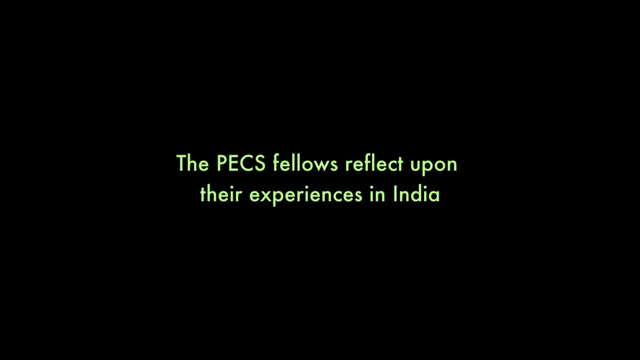 The PECS fellows reflect upon
their experiences in India